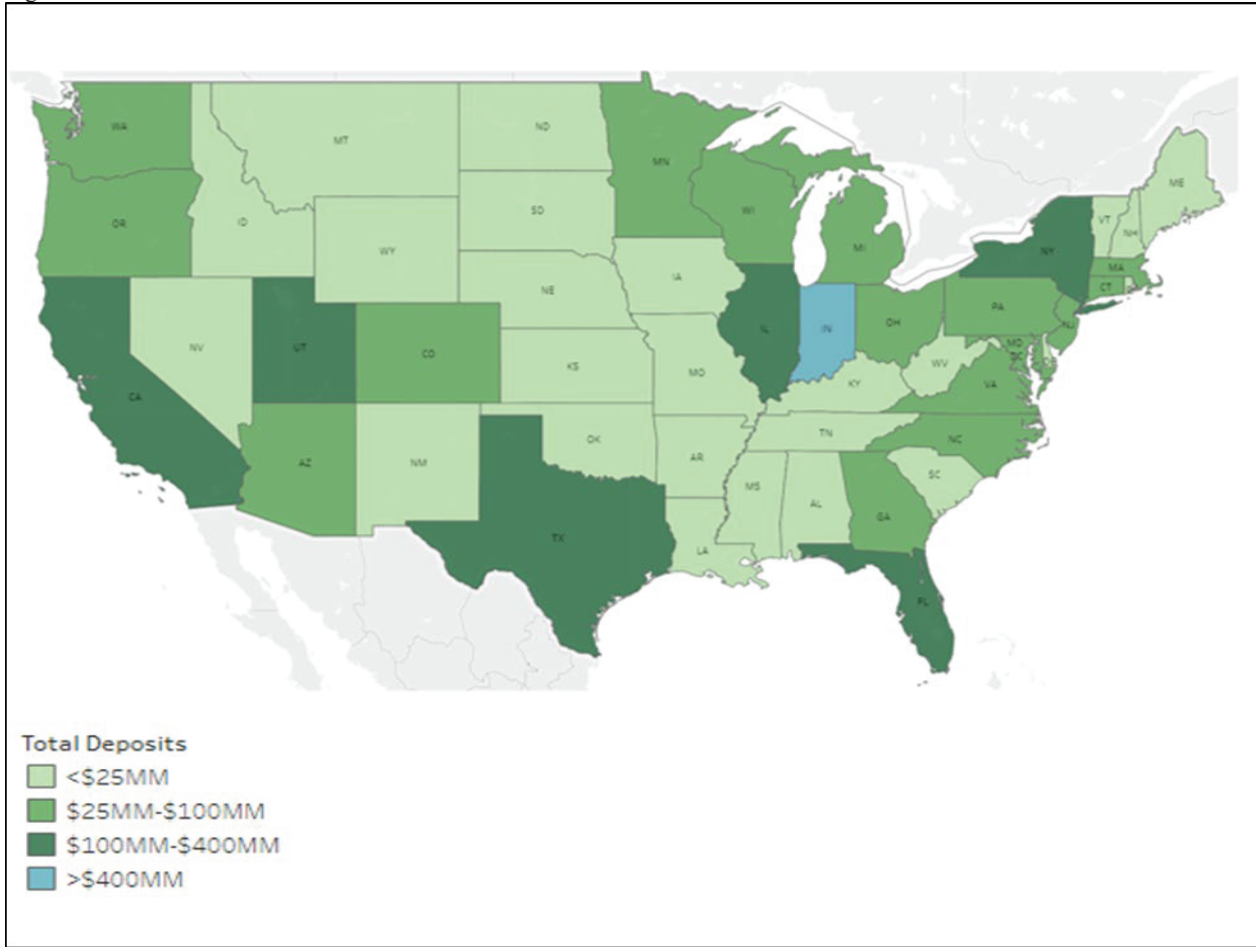 WA
MT
ND
MN
ME
OR
ID
SD
WI
VT
NH
WY
MI
NY
MA
IA
CT
NE
PA
NV
UT
CO
IL
IN
OH
NJ
MD
DC
KS
MO
WV
KY
VA
CA
AZ
NM
OK
TN
NC
AR
SC
MS
AL
GA
TX
LA
FL
Total Deposits
<$25MM
$25MM-$100MM
$100MM-$400MM
>$400MM